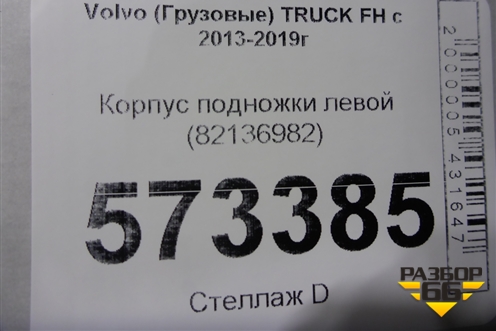 Volvo (Грузовые) TRUCK FH с
2013-2019г
Корпус подножки левой
(82136982)
573385
Стеллаж D
2000005431647
РАЗБОР
66